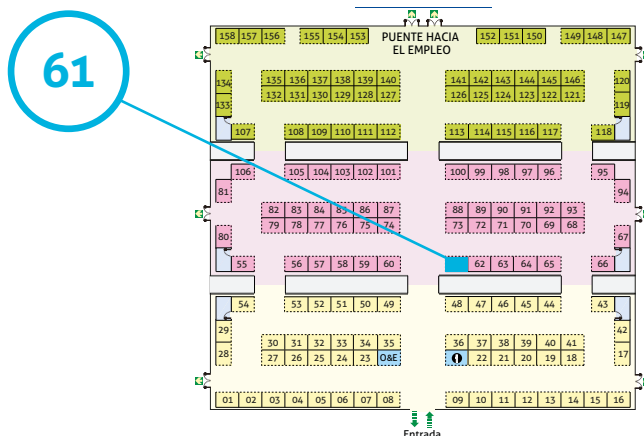 61
158 157 156 155 154 153 152 151 150 149 148 147
PUENTE HACIA
EL EMPLEO
134 135 136 137 138 139 140 141 142 143 144 145 146 120
133 132 131 130 129 128 127 126 125 124 123 122 121 119
107 108 109 110 111 112 113 114 115 116 117 118
106 105 104 103 102 101 100 99 98 97 96 95
81 94
82 83 84 85 86 87 88 89 90 91 92 93
80 79 78 77 76 75 74 73 72 71 70 69 68 67
55 56 57 58 59 60 62 63 64 65 66
54 53 52 51 50 49 48 47 46 45 44 43
29 42
30 31 32 33 34 35 36 37 38 39 40 41
28 27 26 25 24 23 O&E 22 21 20 19 18 17
01 02 03 04 05 06 07 08 09 10 11 12 13 14 15 16
Entrada